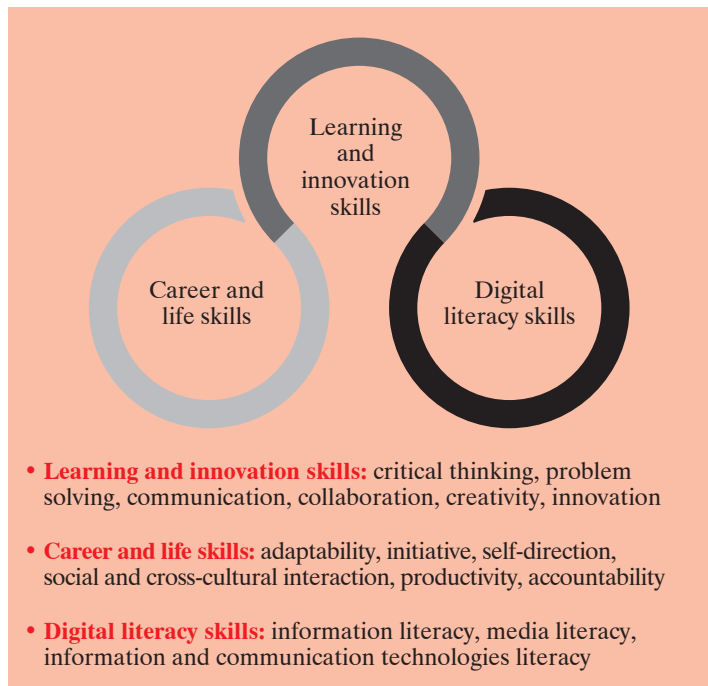 Learning
and
innovation
skills
Career and
life skills
Digital
literacy skills
• Learning and innovation skills: critical thinking, problem
solving, communication, collaboration, creativity, innovation
• Career and life skills: adaptability, initiative, self-direction,
social and cross-cultural interaction, productivity, accountability
• Digital literacy skills: information literacy, media literacy,
information and communication technologies literacy